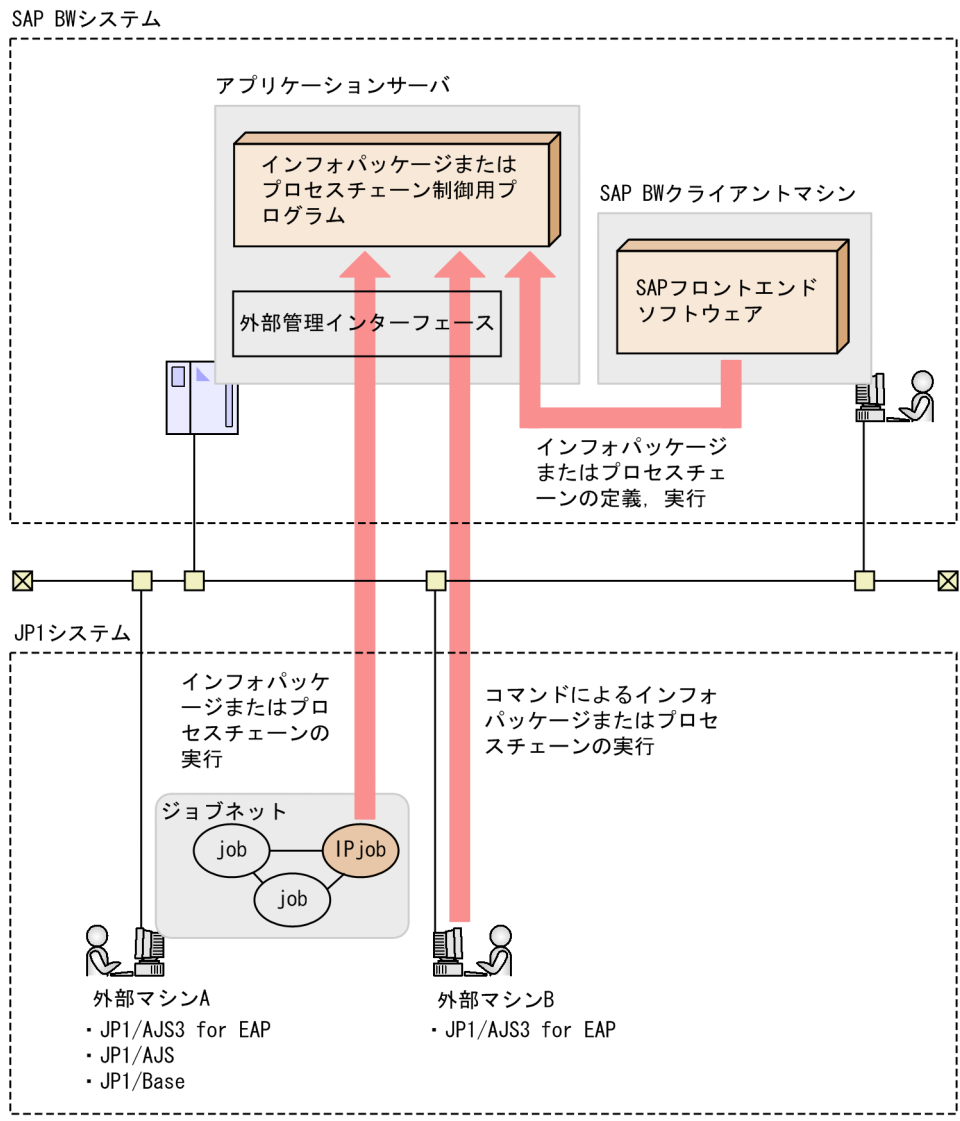 SAP BWシステム
アプリケーションサーバ
インフォパッケージまたは
プロセスチェーン制御用プ
ログラム
SAP BWクライアントマシン
SAPフロントエンド
ソフトウェア
外部管理インターフェース
インフォパッケージ
またはプロセスチェ
ーンの定義，実行
JP1システム
インフォパッケ
ージまたはプロ
セスチェーンの
実行
コマンドによるインフォ
パッケージまたはプロセ
スチェーンの実行
ジョブネット
job
IPjob
job
外部マシンA
・JP1/AJS3 for EAP
・JP1/AJS
・JP1/Base
外部マシンB
・JP1/AJS3 for EAP